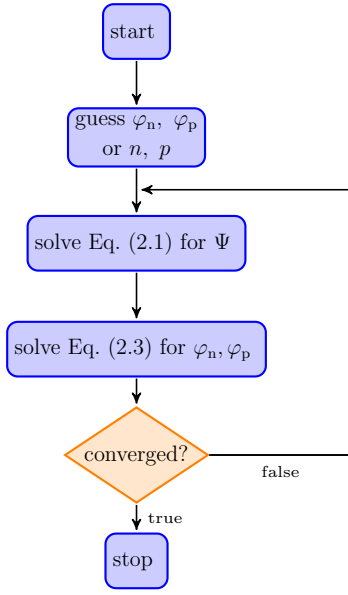 start
guess φₙ, φₚ
or n, p
solve Eq. (2.1) for Ψ
solve Eq. (2.3) for φₙ, φₚ
converged?
false
true
stop